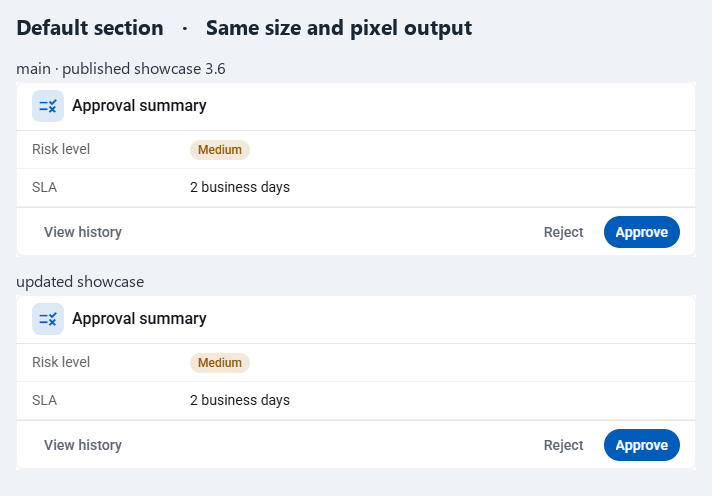 Default section · Same size and pixel output
main · published showcase 3.6
Approval summary
Risk level Medium
SLA 2 business days
View history Reject Approve
updated showcase
Approval summary
Risk level Medium
SLA 2 business days
View history Reject Approve